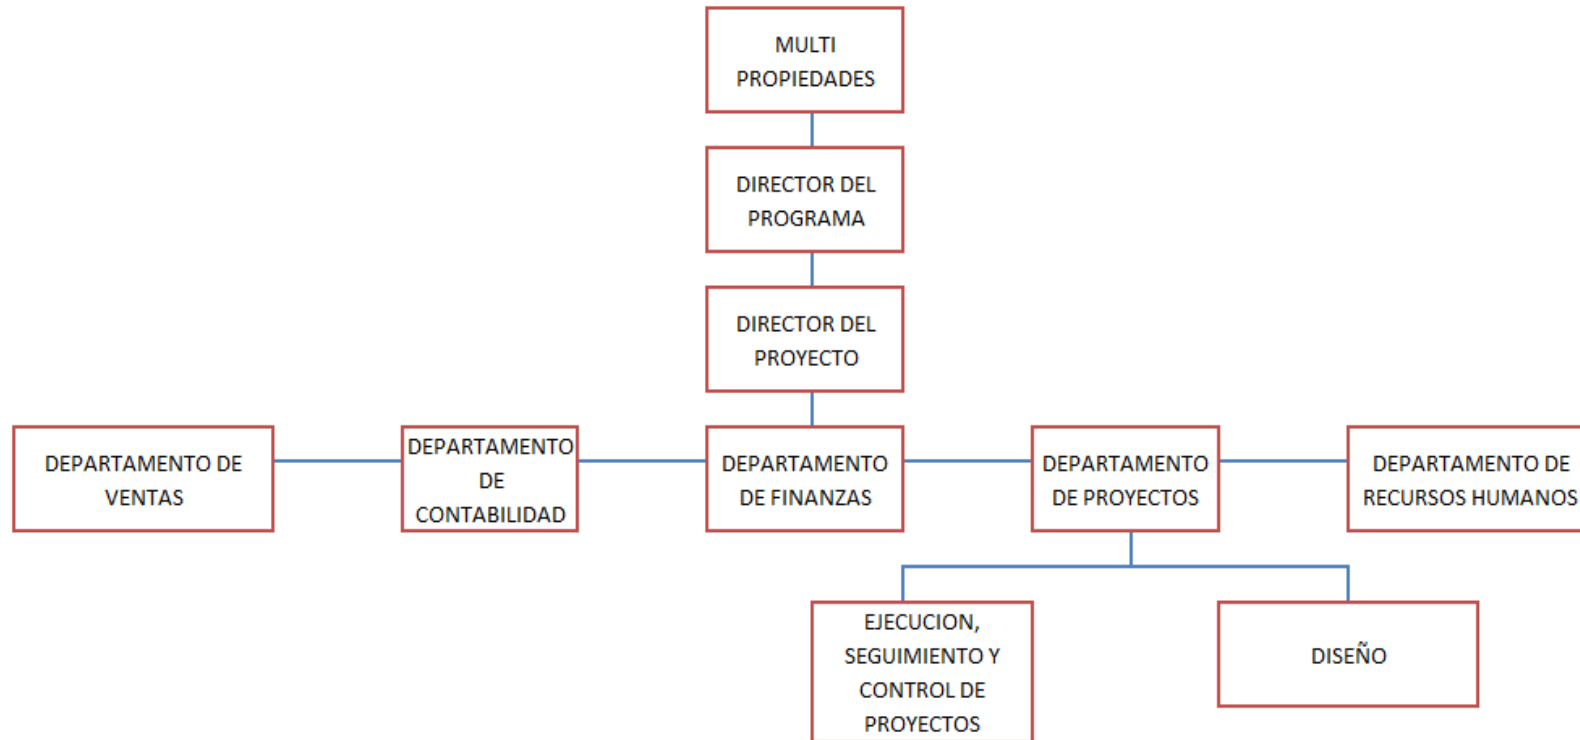 MULTI
PROPIEDADES
DIRECTOR DEL
PROGRAMA
DIRECTOR DEL
PROYECTO
DEPARTAMENTO DE
VENTAS
DEPARTAMENTO
DE
CONTABILIDAD
DEPARTAMENTO
DE FINANZAS
DEPARTAMENTO
DE PROYECTOS
DEPARTAMENTO DE
RECURSOS HUMANOS
EJECUCION,
SEGUIMIENTO Y
CONTROL DE
PROYECTOS
DISEÑO